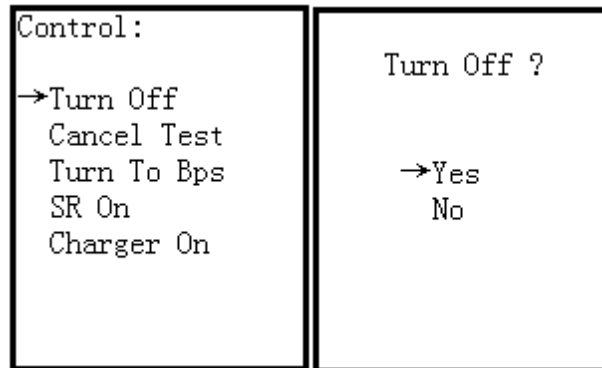 Control:
→Turn Off
Cancel Test
Turn To Bps
SR On
Charger On
Turn Off ?
→Yes
No